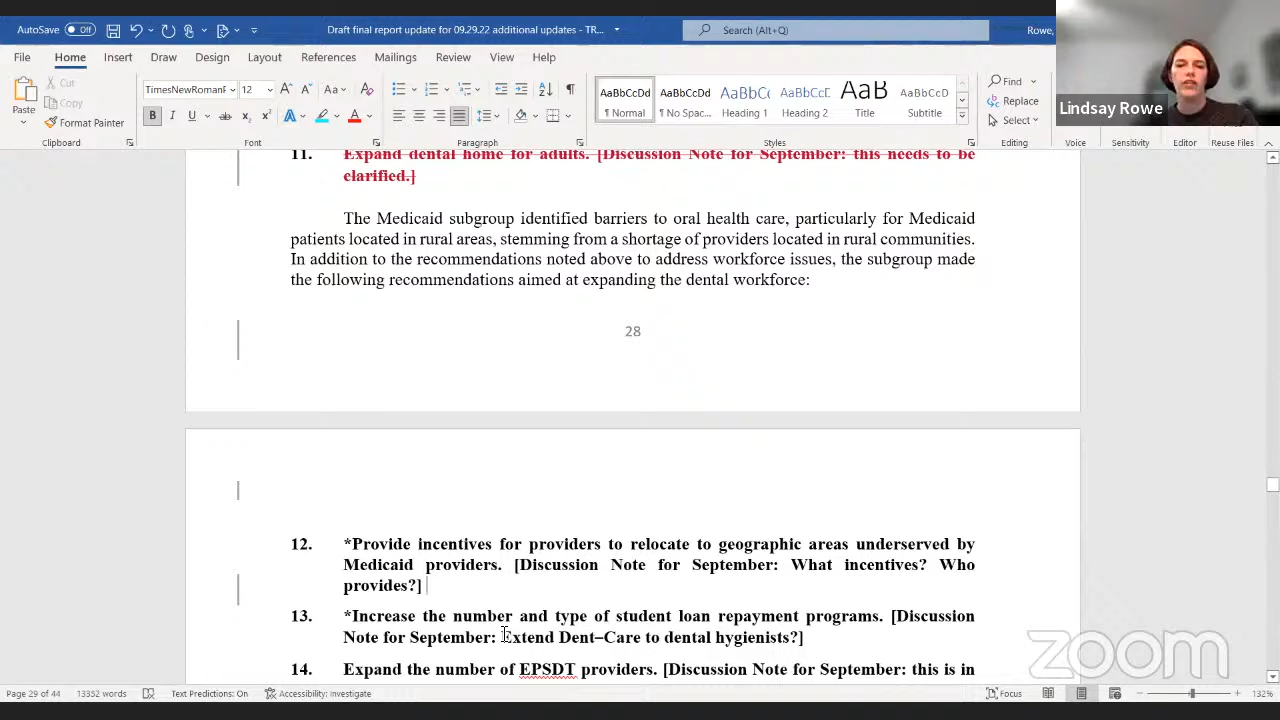 AutoSave Off
Draft final report update for 09.29.22 additional updates - TR...
Search (Alt+Q)
Rowe,
File Home Insert Draw Design Layout References Mailings Review View Help
Paste
Cut
Copy
Format Painter
Clipboard
TimesNewRomanF 12
Font
Paragraph
AaBbCcDd
¶ Normal
AaBbCcDd
¶ No Spac...
AaBbC(
Heading 1
AaBbCcC
Heading 2
AaB
Title
AaBbCcD
Subtitle
Styles
Find
Replace
Select
Editing
Voice
Sensitivity
Editor
Reuse Files
Lindsay Rowe
11. Expand dental home for adults. [Discussion Note for September: this needs to be
clarified.]
The Medicaid subgroup identified barriers to oral health care, particularly for Medicaid
patients located in rural areas, stemming from a shortage of providers located in rural communities.
In addition to the recommendations noted above to address workforce issues, the subgroup made
the following recommendations aimed at expanding the dental workforce:
28
12. *Provide incentives for providers to relocate to geographic areas underserved by
Medicaid providers. [Discussion Note for September: What incentives? Who
provides?]
13. *Increase the number and type of student loan repayment programs. [Discussion
Note for September: Extend Dent–Care to dental hygienists?]
14. Expand the number of EPSDT providers. [Discussion Note for September: this is in
zoom
Page 29 of 44 13352 words Text Predictions: On Accessibility: Investigate Focus 132%